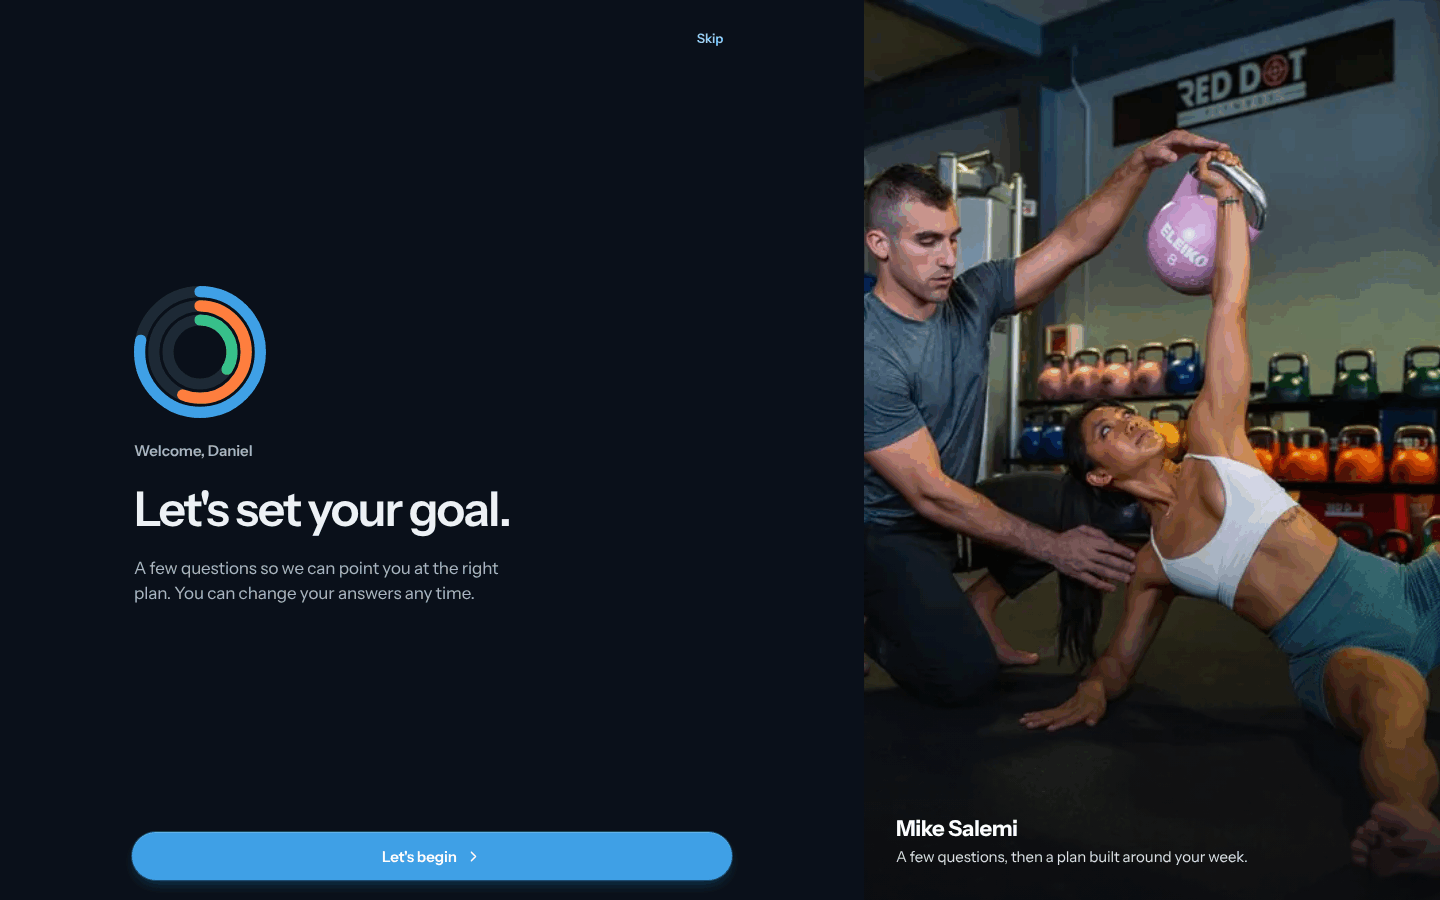 Skip
Welcome, Daniel
Let's set your goal.
A few questions so we can point you at the right
plan. You can change your answers any time.
Let's begin
RED DOT
ELEIKO
8
Mike Salemi
A few questions, then a plan built around your week.